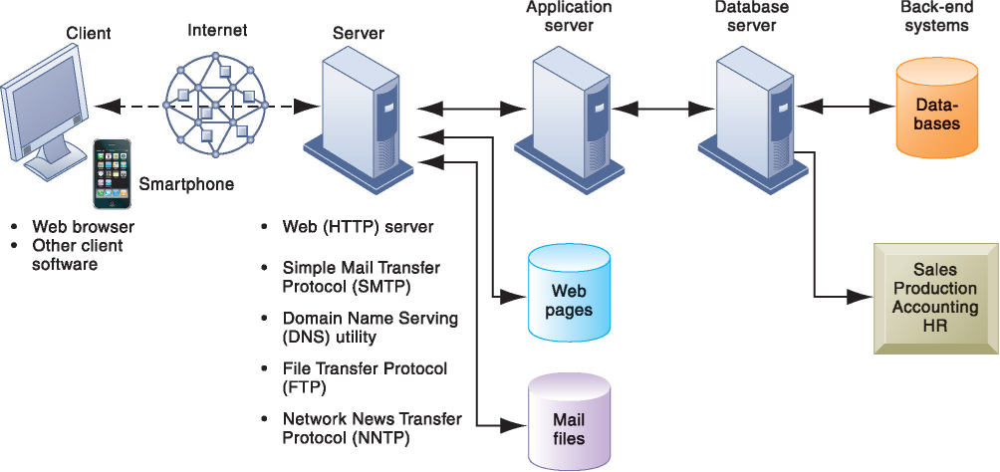 Client
Internet
Server
Application
server
Database
server
Back-end
systems
Data-
bases
Smartphone
• Web browser
• Other client
software
• Web (HTTP) server
• Simple Mail Transfer
Protocol (SMTP)
• Domain Name Serving
(DNS) utility
• File Transfer Protocol
(FTP)
• Network News Transfer
Protocol (NNTP)
Web
pages
Mail
files
Sales
Production
Accounting
HR